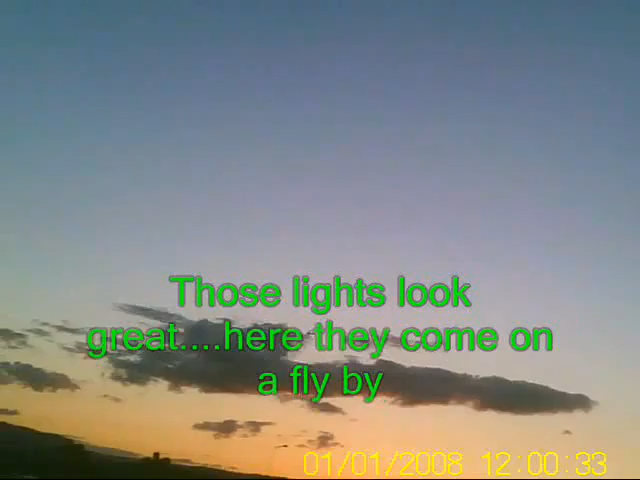 Those lights look
great....here they come on
a fly by
01/01/2008 12:00:33